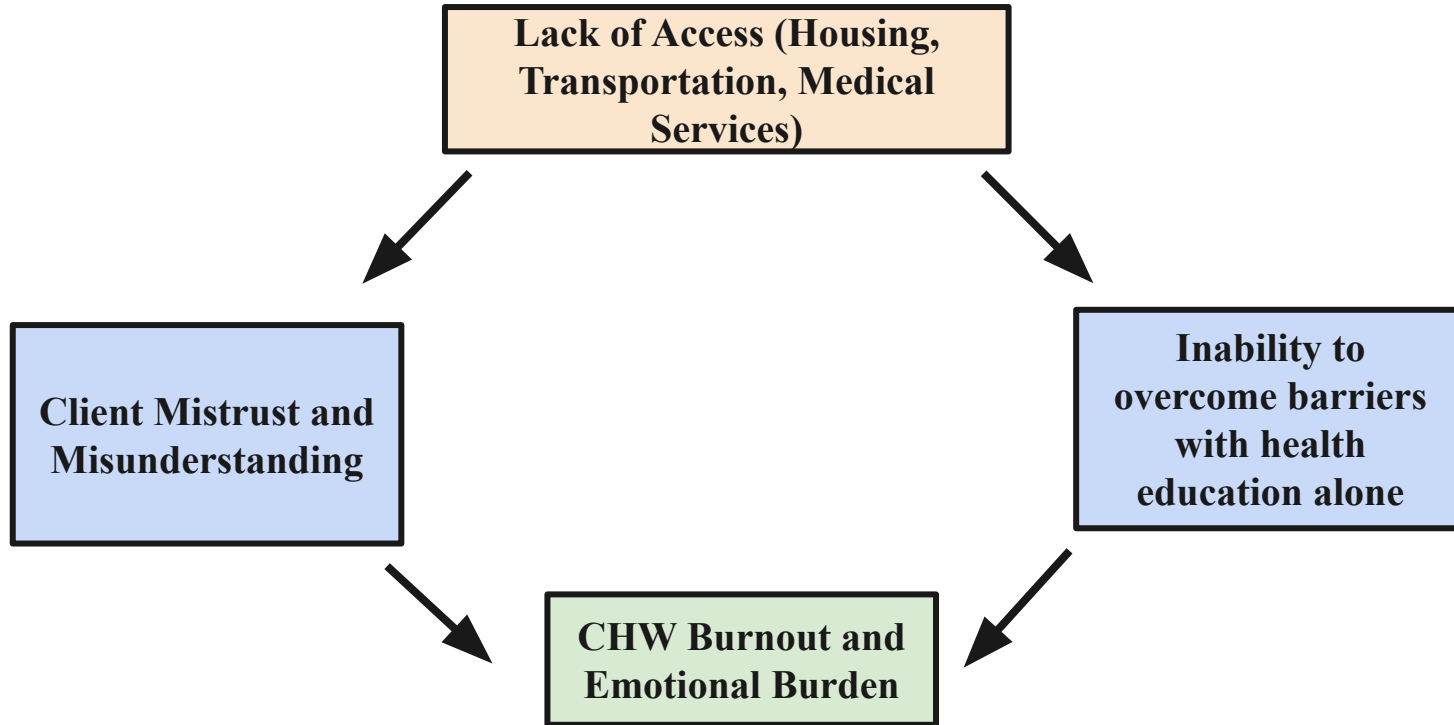 Lack of Access (Housing,
Transportation, Medical
Services)
Client Mistrust and
Misunderstanding
Inability to
overcome barriers
with health
education alone
CHW Burnout and
Emotional Burden